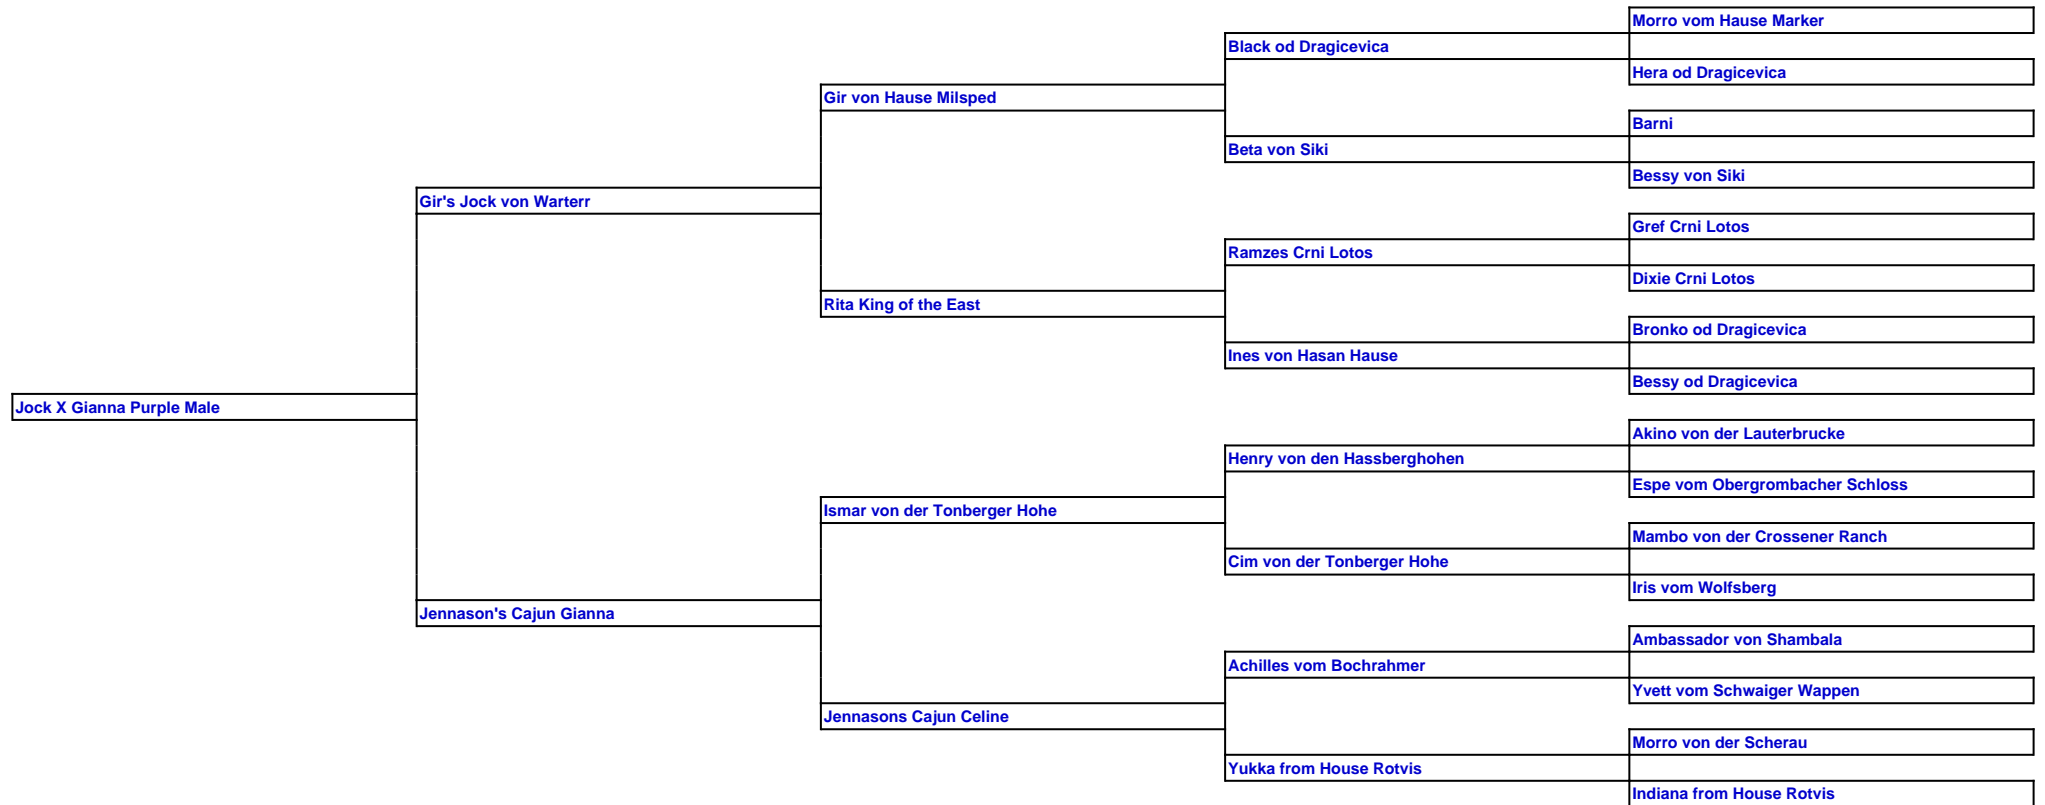 Morro vom Hause Marker
Black od Dragicevica
Hera od Dragicevica
Gir von Hause Milsped
Barni
Beta von Siki
Bessy von Siki
Gir's Jock von Warterr
Gref Crni Lotos
Ramzes Crni Lotos
Dixie Crni Lotos
Rita King of the East
Bronko od Dragicevica
Ines von Hasan Hause
Bessy od Dragicevica
Jock X Gianna Purple Male
Akino von der Lauterbrucke
Henry von den Hassberghohen
Espe vom Obergrombacher Schloss
Ismar von der Tonberger Hohe
Mambo von der Crossener Ranch
Cim von der Tonberger Hohe
Iris vom Wolfsberg
Jennason's Cajun Gianna
Ambassador von Shambala
Achilles vom Bochrahmer
Yvett vom Schwaiger Wappen
Jennasons Cajun Celine
Morro von der Scherau
Yukka from House Rotvis
Indiana from House Rotvis